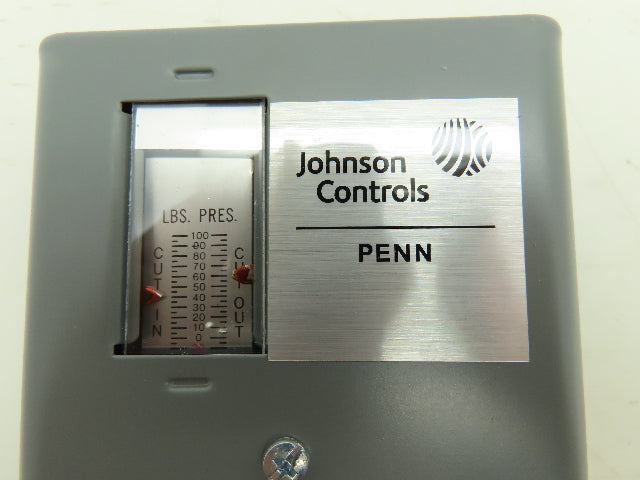 LBS. PRES.
100
90
80
70
60
50
40
30
20
10
0
CUT IN
CUT OUT
Johnson
Controls
PENN